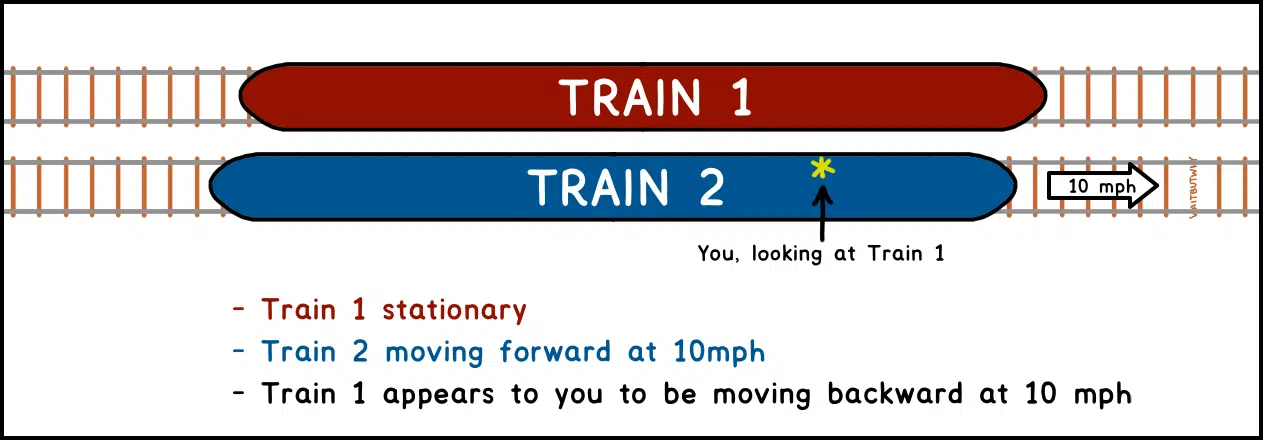 TRAIN 1
TRAIN 2
10 mph
WAITBUTWHY
You, looking at Train 1
- Train 1 stationary
- Train 2 moving forward at 10mph
- Train 1 appears to you to be moving backward at 10 mph